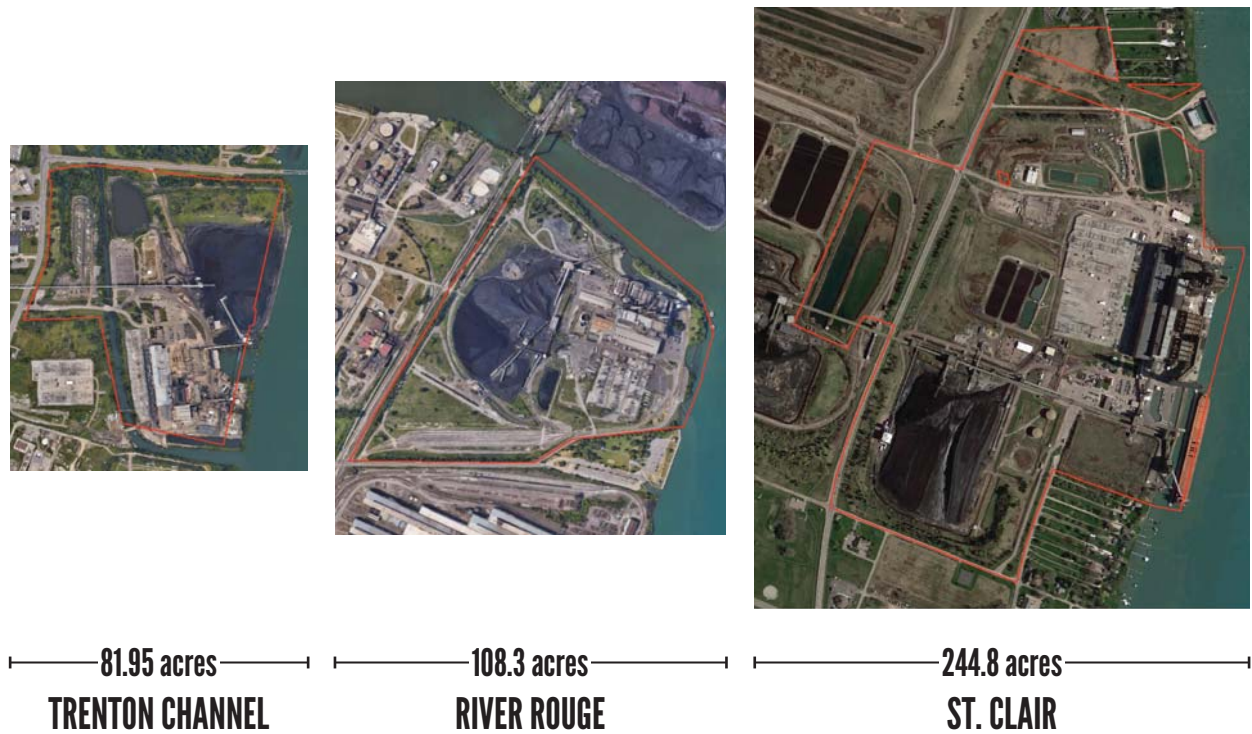 81.95 acres
TRENTON CHANNEL
108.3 acres
RIVER ROUGE
244.8 acres
ST. CLAIR